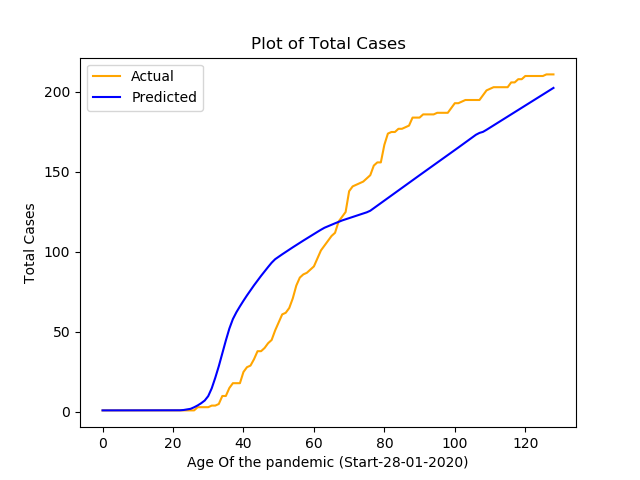 Plot of Total Cases
Actual
Predicted
Total Cases
200
150
100
50
0
0 20 40 60 80 100 120
Age Of the pandemic (Start-28-01-2020)